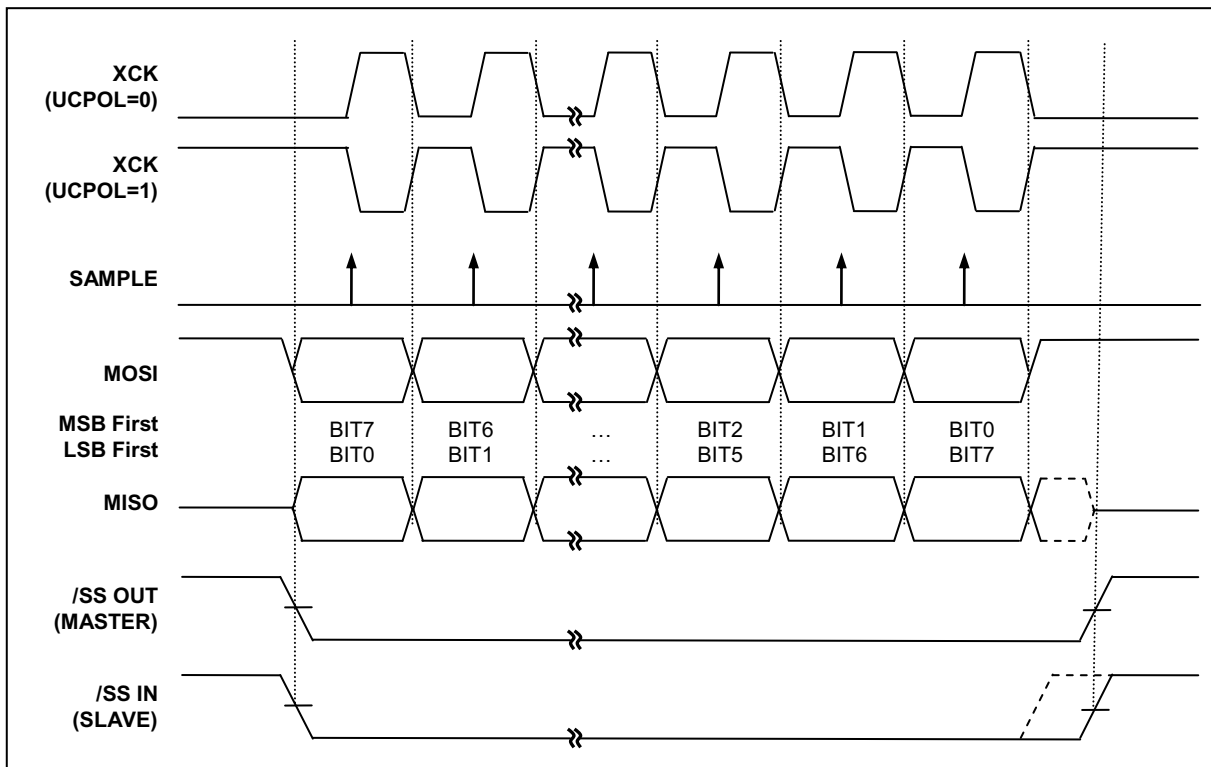 XCK
(UCPOL=0)
XCK
(UCPOL=1)
SAMPLE
MOSI
MSB First
LSB First
BIT7 BIT6 … BIT2 BIT1 BIT0
BIT0 BIT1 … BIT5 BIT6 BIT7
MISO
/SS OUT
(MASTER)
/SS IN
(SLAVE)